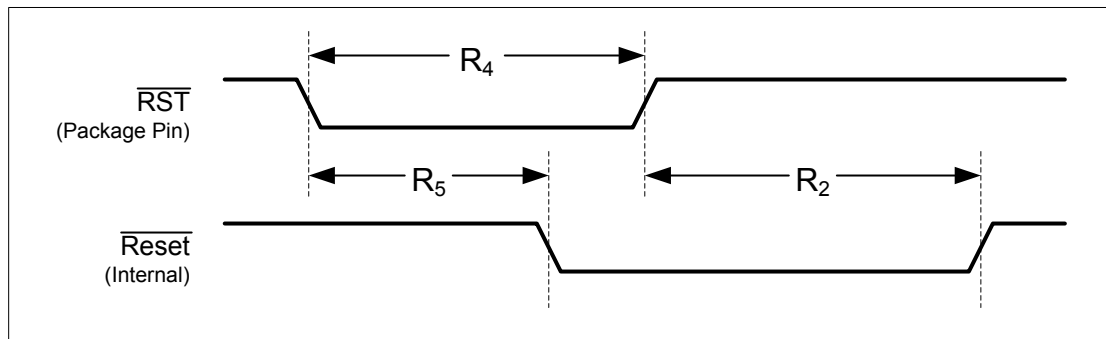 R₄
RST
(Package Pin)
R₅
R₂
Reset
(Internal)